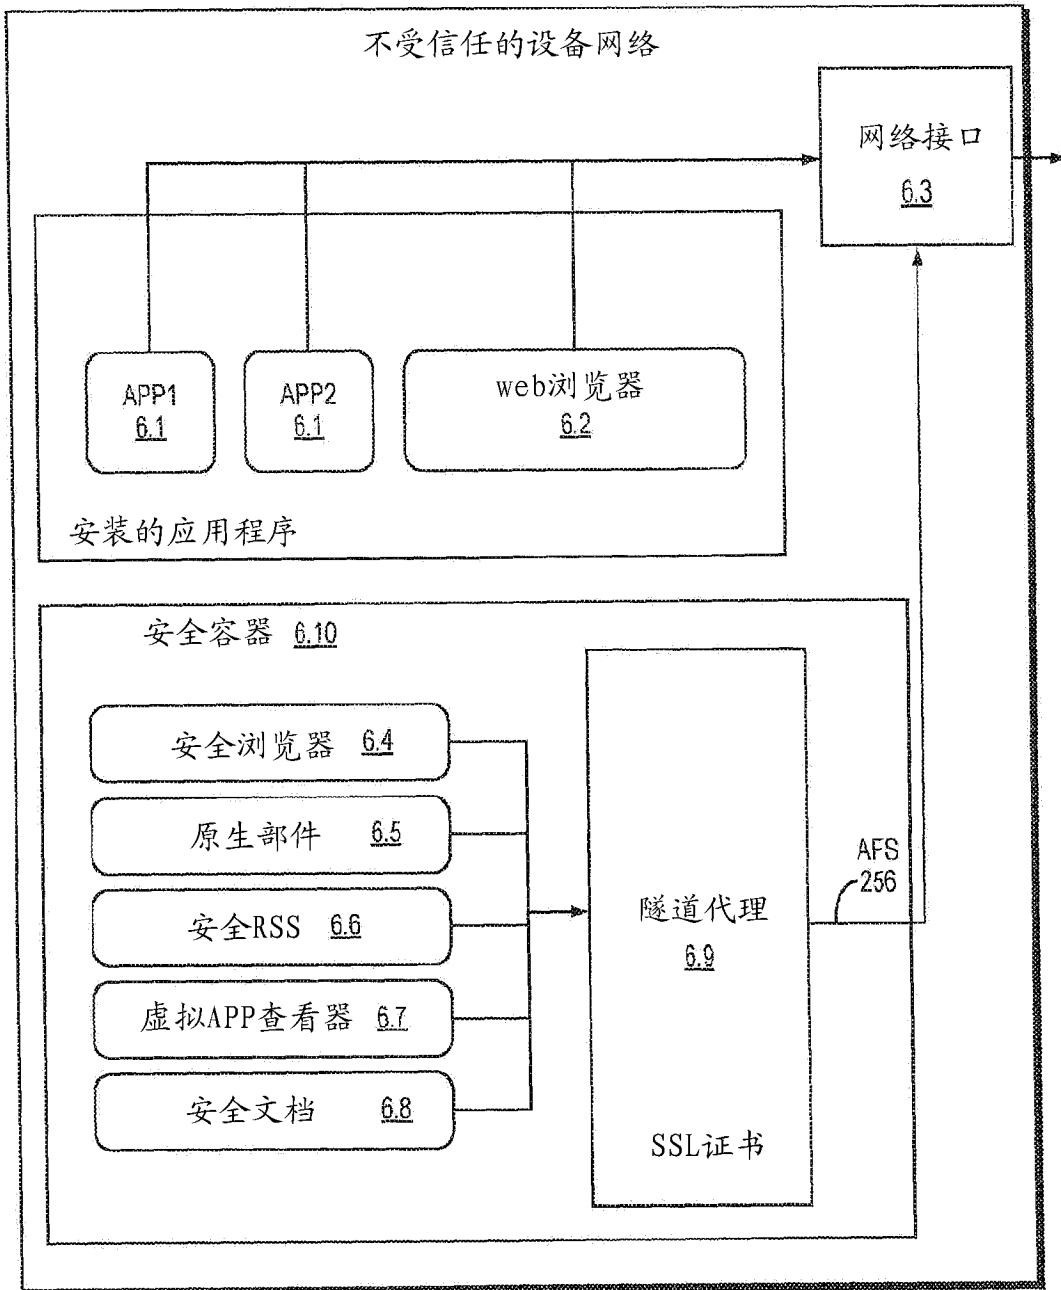 不受信任的设备网络
网络接口
6.3
APP1
6.1
APP2
6.1
web浏览器
6.2
安装的应用程序
安全容器 6.10
安全浏览器 6.4
原生部件 6.5
安全RSS 6.6
虚拟APP查看器 6.7
安全文档 6.8
隧道代理
6.9
SSL证书
AFS
256